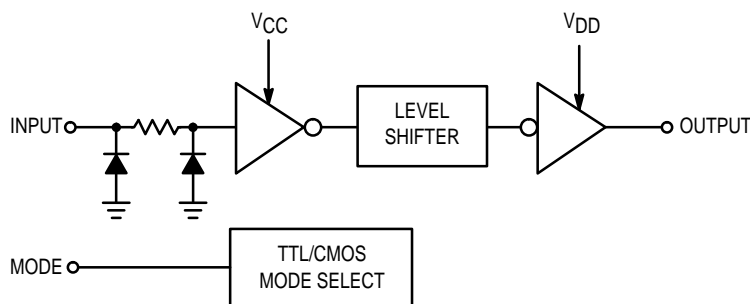 VCC
VDD
INPUT
LEVEL
SHIFTER
OUTPUT
MODE
TTL/CMOS
MODE SELECT